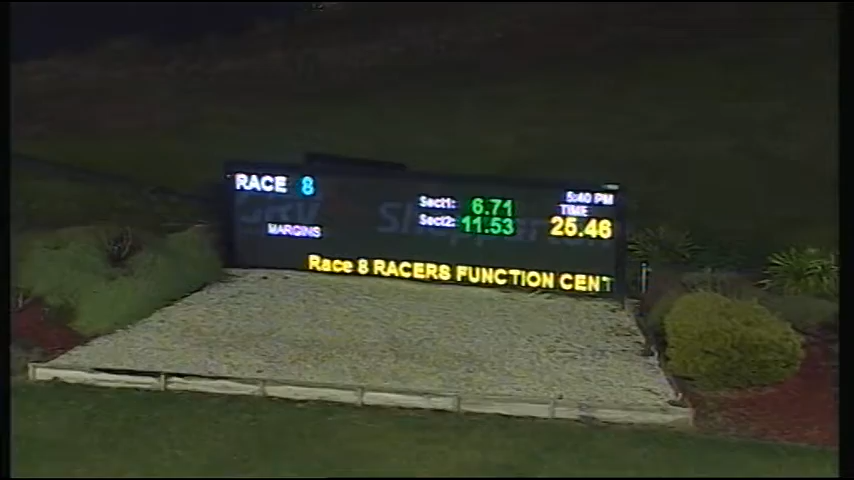 RACE 8
5:40 PM
Sect1: 6.71
TIME
Sect2: 11.53
25.46
MARGINS
Race 8 RACERS FUNCTION CENT
GRV